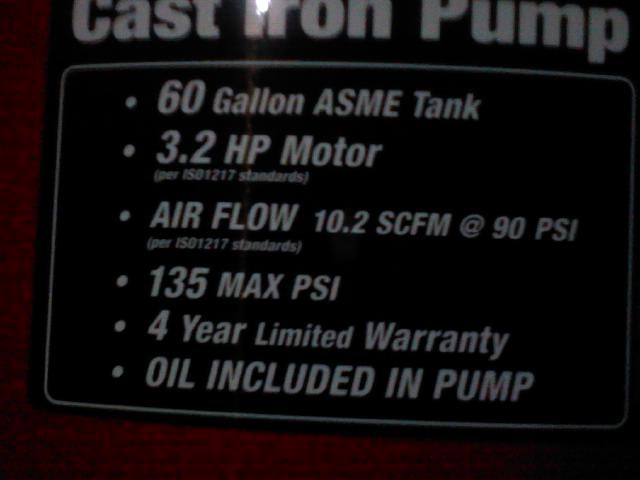 Cast Iron Pump
• 60 Gallon ASME Tank
• 3.2 HP Motor
(per ISO1217 standards)
• AIR FLOW 10.2 SCFM @ 90 PSI
(per ISO1217 standards)
• 135 MAX PSI
• 4 Year Limited Warranty
• OIL INCLUDED IN PUMP